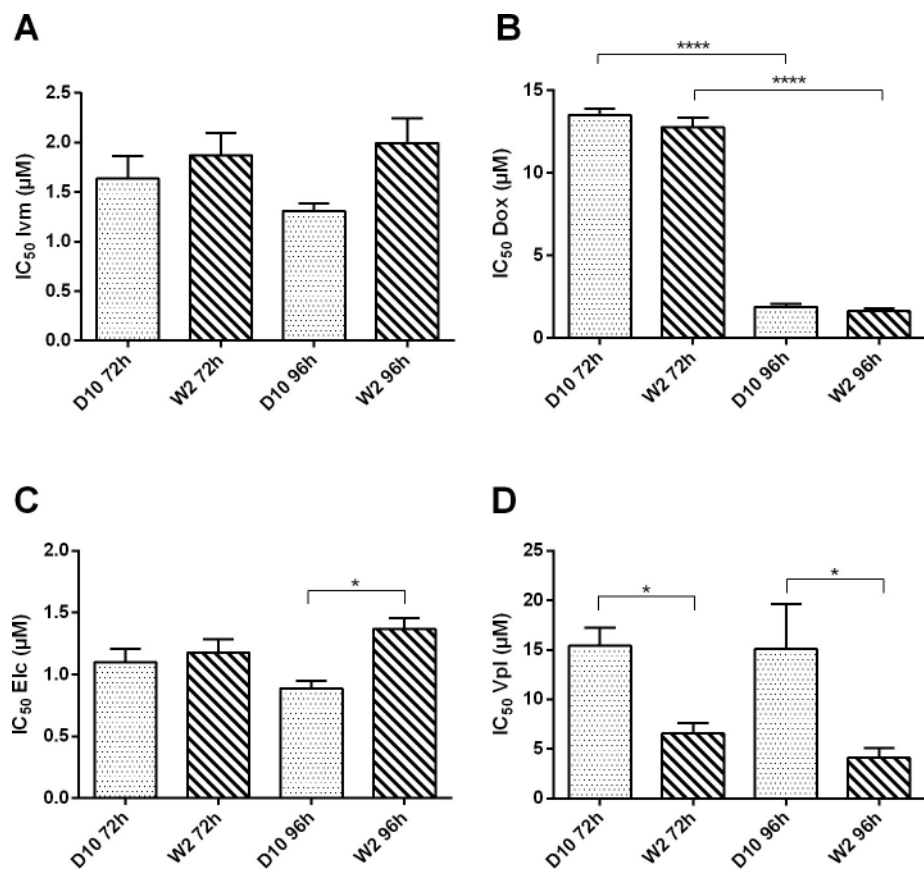 A
IC₅₀ Ivm (μM)
2.5
2.0
1.5
1.0
0.5
0.0
D10 72h
W2 72h
D10 96h
W2 96h
B
IC₅₀ Dox (μM)
15
10
5
0
****
****
D10 72h
W2 72h
D10 96h
W2 96h
C
IC₅₀ Elc (μM)
2.0
1.5
1.0
0.5
0.0
*
D10 72h
W2 72h
D10 96h
W2 96h
D
IC₅₀ Vpl (μM)
25
20
15
10
5
0
*
*
D10 72h
W2 72h
D10 96h
W2 96h